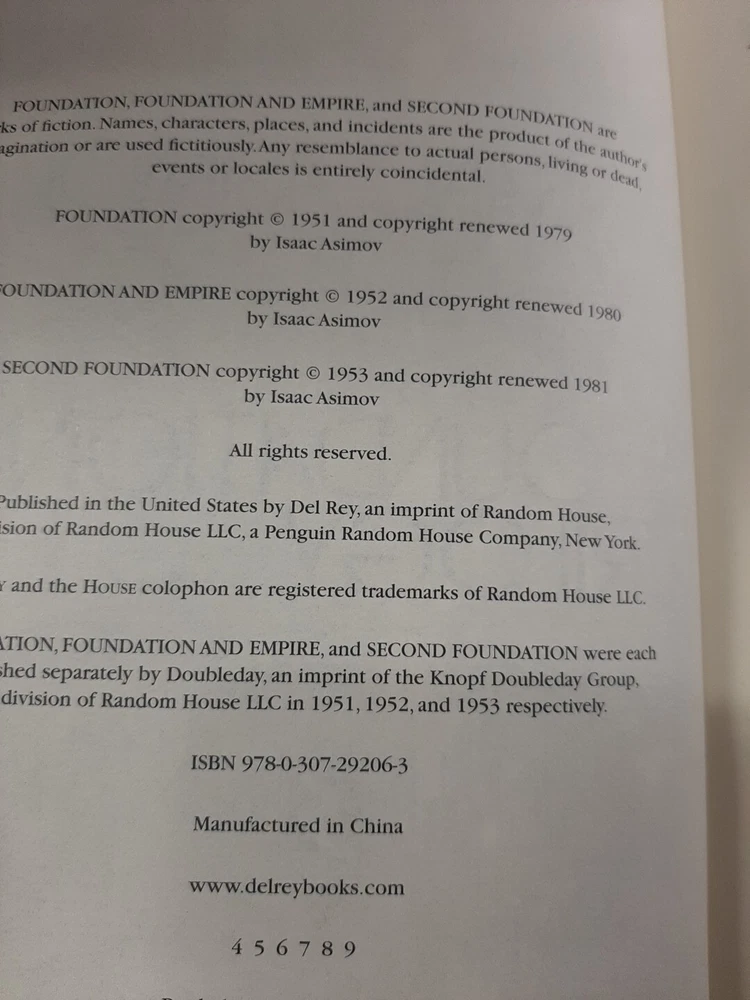 FOUNDATION, FOUNDATION AND EMPIRE, and SECOND FOUNDATION are
ks of fiction. Names, characters, places, and incidents are the product of the author's
agination or are used fictitiously. Any resemblance to actual persons, living or dead,
events or locales is entirely coincidental.
FOUNDATION copyright © 1951 and copyright renewed 1979
by Isaac Asimov
FOUNDATION AND EMPIRE copyright © 1952 and copyright renewed 1980
by Isaac Asimov
SECOND FOUNDATION copyright © 1953 and copyright renewed 1981
by Isaac Asimov
All rights reserved.
Published in the United States by Del Rey, an imprint of Random House,
ision of Random House LLC, a Penguin Random House Company, New York.
Y and the HOUSE colophon are registered trademarks of Random House LLC.
ATION, FOUNDATION AND EMPIRE, and SECOND FOUNDATION were each
shed separately by Doubleday, an imprint of the Knopf Doubleday Group,
division of Random House LLC in 1951, 1952, and 1953 respectively.
ISBN 978-0-307-29206-3
Manufactured in China
www.delreybooks.com
4 5 6 7 8 9